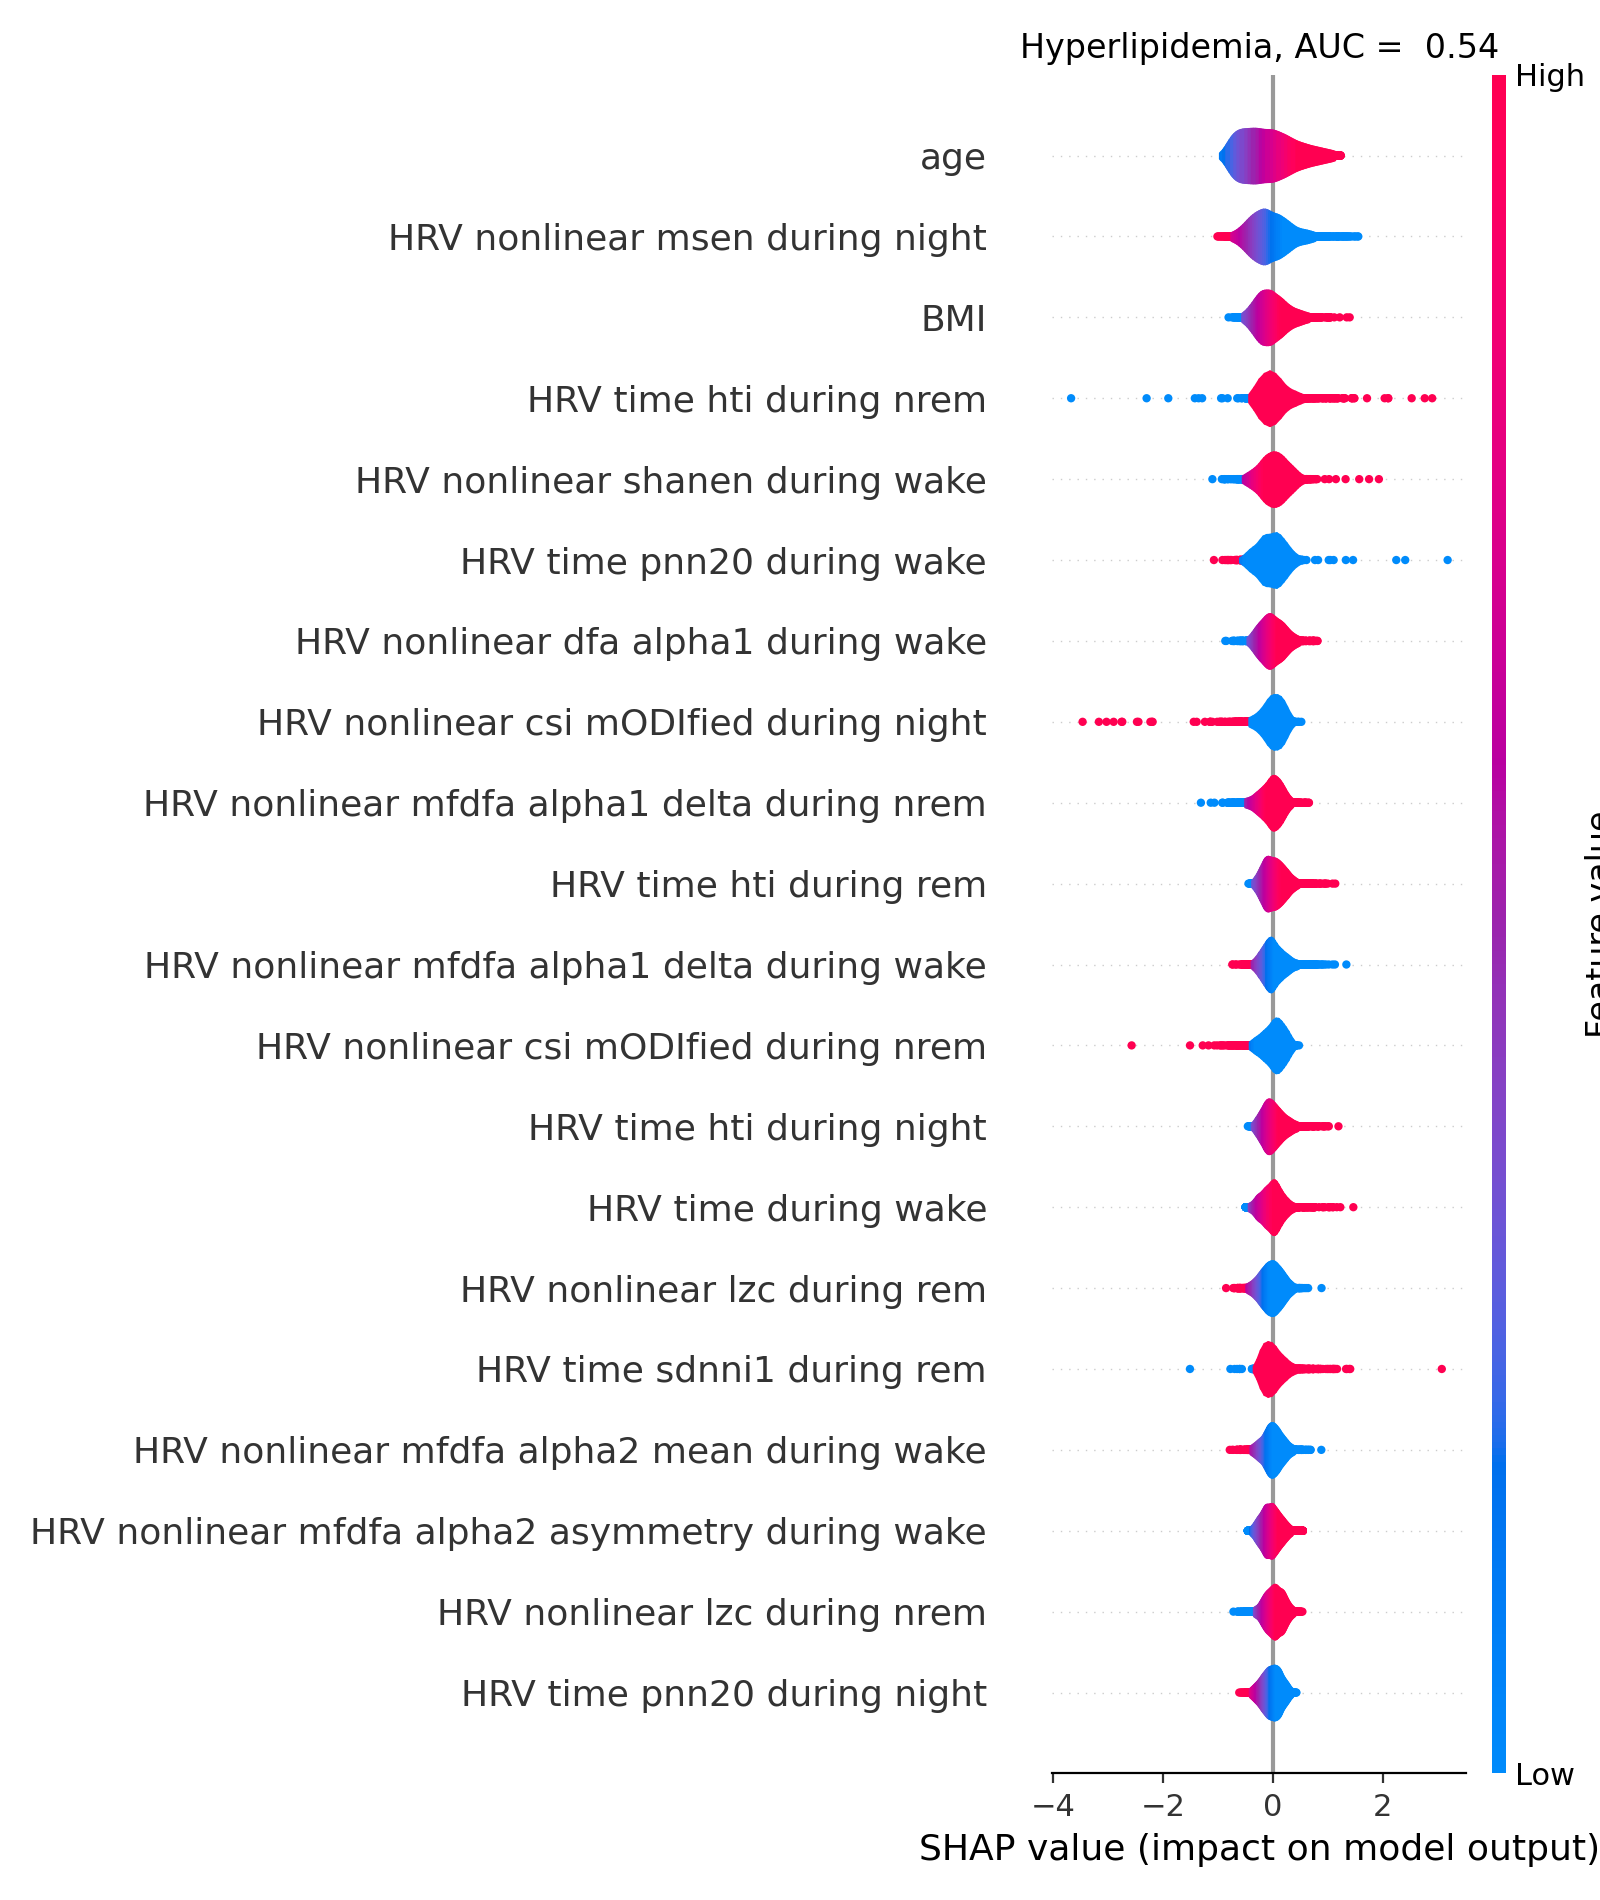 Hyperlipidemia, AUC =  0.54
High
age
HRV nonlinear msen during night
BMI
HRV time hti during nrem
HRV nonlinear shanen during wake
HRV time pnn20 during wake
HRV nonlinear dfa alpha1 during wake
HRV nonlinear csi mODIfied during night
HRV nonlinear mfdfa alpha1 delta during nrem
HRV time hti during rem
HRV nonlinear mfdfa alpha1 delta during wake
HRV nonlinear csi mODIfied during nrem
HRV time hti during night
HRV time during wake
HRV nonlinear lzc during rem
HRV time sdnni1 during rem
HRV nonlinear mfdfa alpha2 mean during wake
HRV nonlinear mfdfa alpha2 asymmetry during wake
HRV nonlinear lzc during nrem
HRV time pnn20 during night
Feature value
Low
−4 −2 0 2
SHAP value (impact on model output)